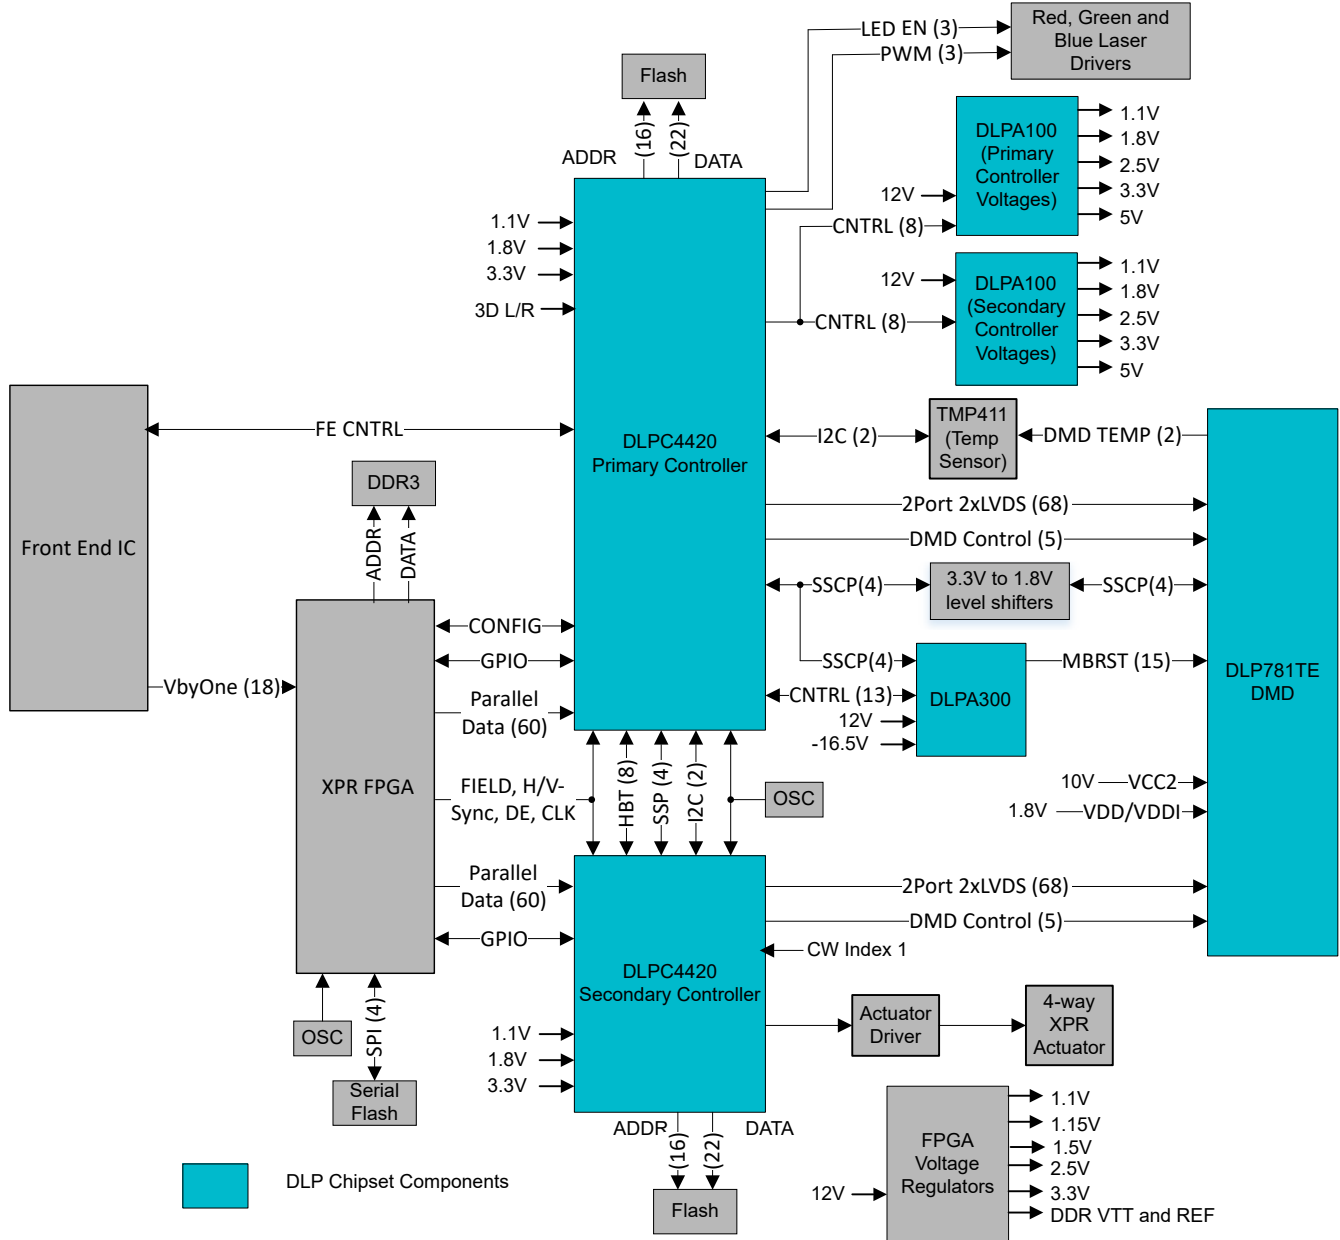 LED EN (3)
PWM (3)
Red, Green and
Blue Laser
Drivers
Flash
(16)
(22)
ADDR
DATA
DLPA100
(Primary
Controller
Voltages)
12V
CNTRL (8)
1.1V
1.8V
2.5V
3.3V
5V
1.1V
1.8V
3.3V
3D L/R
12V
CNTRL (8)
DLPA100
(Secondary
Controller
Voltages)
1.1V
1.8V
2.5V
3.3V
5V
Front End IC
FE CNTRL
DLPC4420
Primary Controller
I2C (2)
TMP411
(Temp
Sensor)
DMD TEMP (2)
DDR3
ADDR
DATA
2Port 2xLVDS (68)
DMD Control (5)
SSCP(4)
3.3V to 1.8V
level shifters
SSCP(4)
CONFIG
GPIO
VbyOne (18)
Parallel
Data (60)
SSCP(4)
CNTRL (13)
12V
-16.5V
DLPA300
MBRST (15)
DLP781TE
DMD
XPR FPGA
FIELD, H/V-
Sync, DE, CLK
HBT (8)
SSP (4)
I2C (2)
OSC
10V
VCC2
1.8V
VDD/VDDI
Parallel
Data (60)
GPIO
2Port 2xLVDS (68)
DMD Control (5)
CW Index 1
DLPC4420
Secondary Controller
OSC
SPI (4)
Serial
Flash
1.1V
1.8V
3.3V
Actuator
Driver
4-way
XPR
Actuator
ADDR
DATA
(16)
(22)
Flash
12V
FPGA
Voltage
Regulators
1.1V
1.15V
1.5V
2.5V
3.3V
DDR VTT and REF
DLP Chipset Components